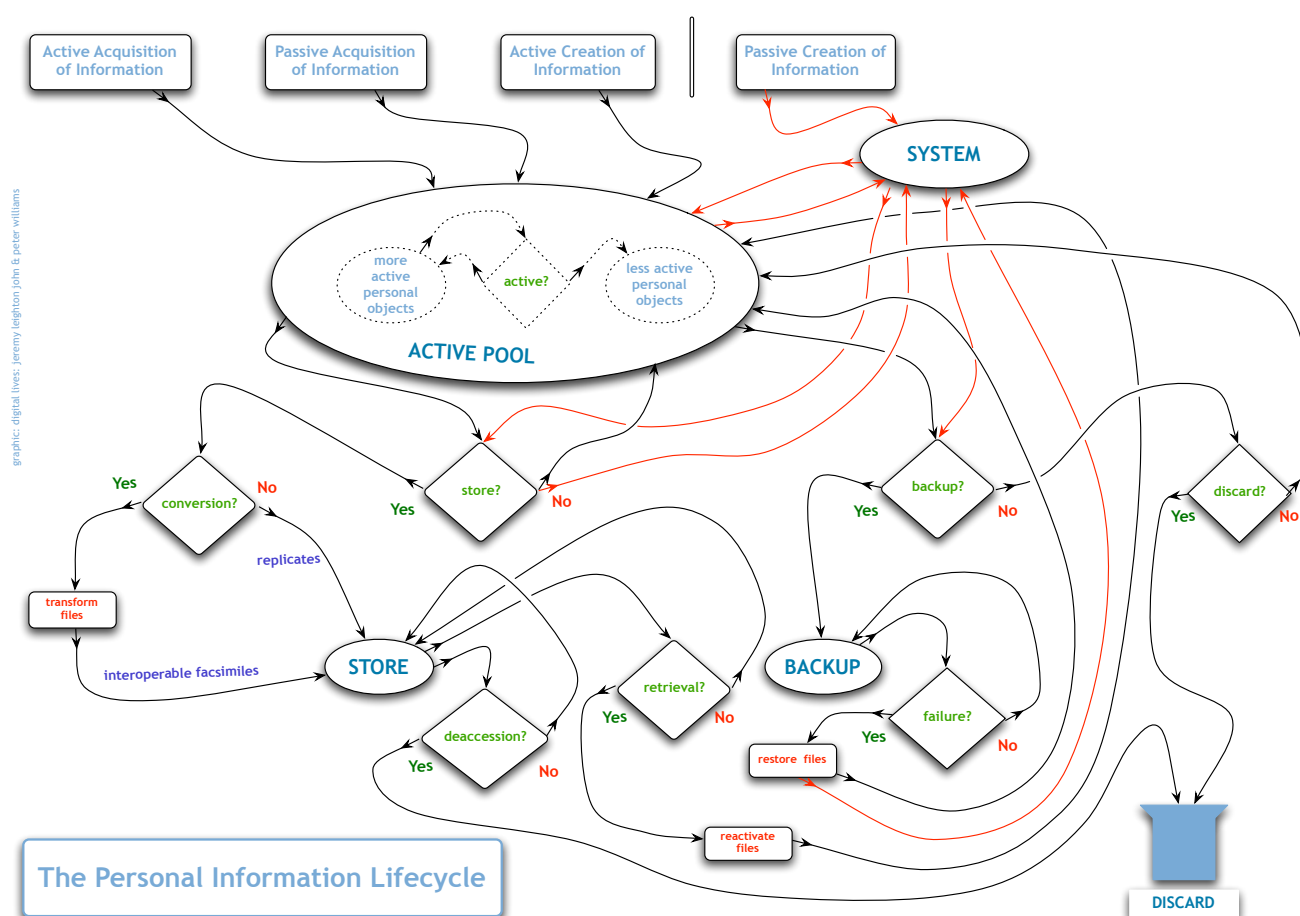 Active Acquisition
of Information
Passive Acquisition
of Information
Active Creation of
Information
Passive Creation of
Information
SYSTEM
graphic: digital lives: jeremy leighton john & peter williams
more
active
personal
objects
active?
less active
personal
objects
ACTIVE POOL
conversion?
Yes
No
store?
Yes
No
backup?
Yes
No
discard?
Yes
No
replicates
transform
files
interoperable facsimiles
STORE
BACKUP
retrieval?
Yes
No
failure?
Yes
No
deaccession?
Yes
No
restore files
reactivate
files
The Personal Information Lifecycle
DISCARD